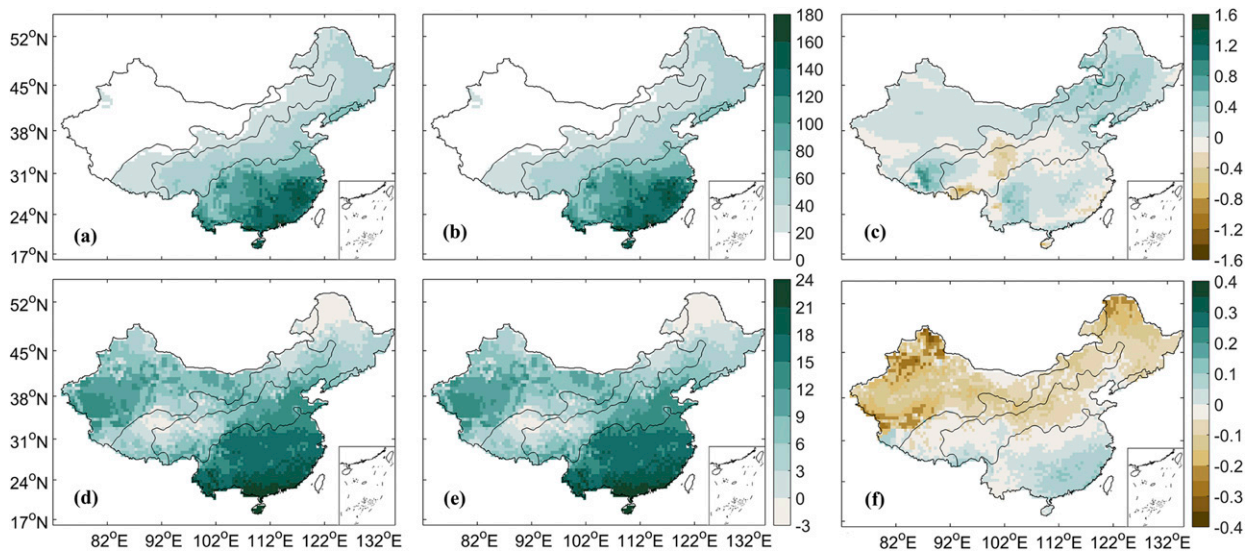 52°N
45°N
38°N
31°N
24°N
17°N
(a)
(b)
180
160
140
120
100
80
60
40
20
0
(c)
1.6
1.2
0.8
0.4
0
-0.4
-0.8
-1.2
-1.6
52°N
45°N
38°N
31°N
24°N
17°N
(d)
82°E 92°E 102°E 112°E 122°E 132°E
(e)
82°E 92°E 102°E 112°E 122°E 132°E
24
21
18
15
12
9
6
3
0
-3
(f)
82°E 92°E 102°E 112°E 122°E 132°E
0.4
0.3
0.2
0.1
0
-0.1
-0.2
-0.3
-0.4